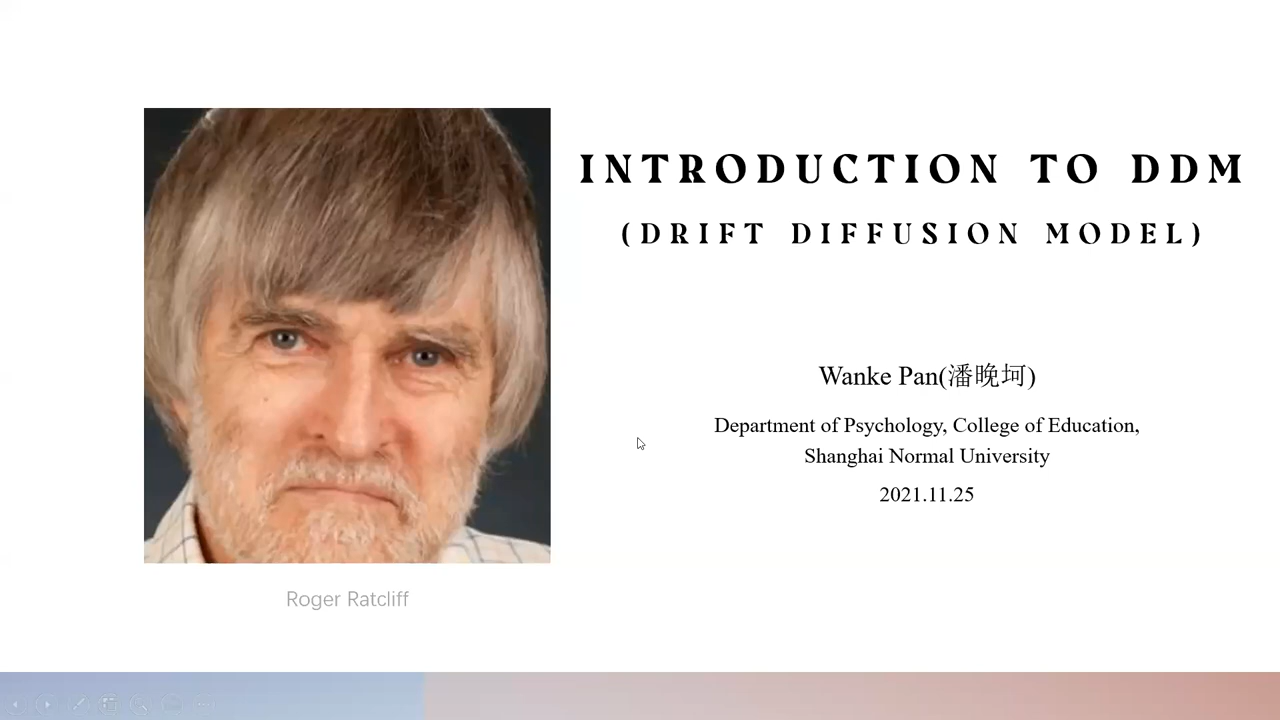 INTRODUCTION TO DDM
(DRIFT DIFFUSION MODEL)
Wanke Pan(潘晚坷)
Department of Psychology, College of Education,
Shanghai Normal University
2021.11.25
Roger Ratcliff